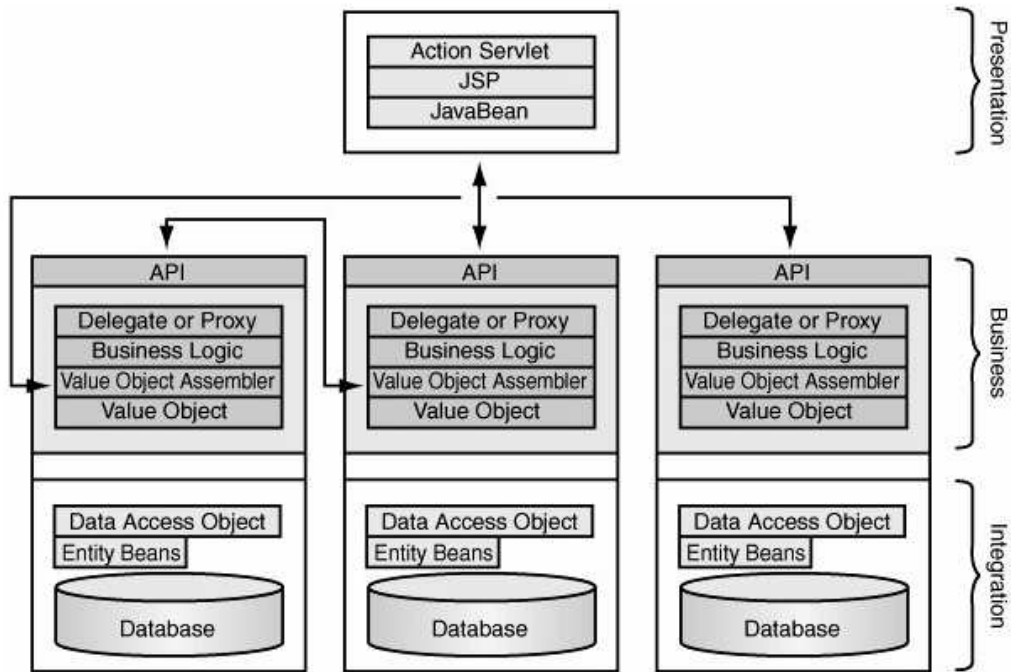 Action Servlet
JSP
JavaBean
Presentation
API
API
API
Delegate or Proxy
Business Logic
Value Object Assembler
Value Object
Delegate or Proxy
Business Logic
Value Object Assembler
Value Object
Delegate or Proxy
Business Logic
Value Object Assembler
Value Object
Business
Data Access Object
Entity Beans
Database
Data Access Object
Entity Beans
Database
Data Access Object
Entity Beans
Database
Integration